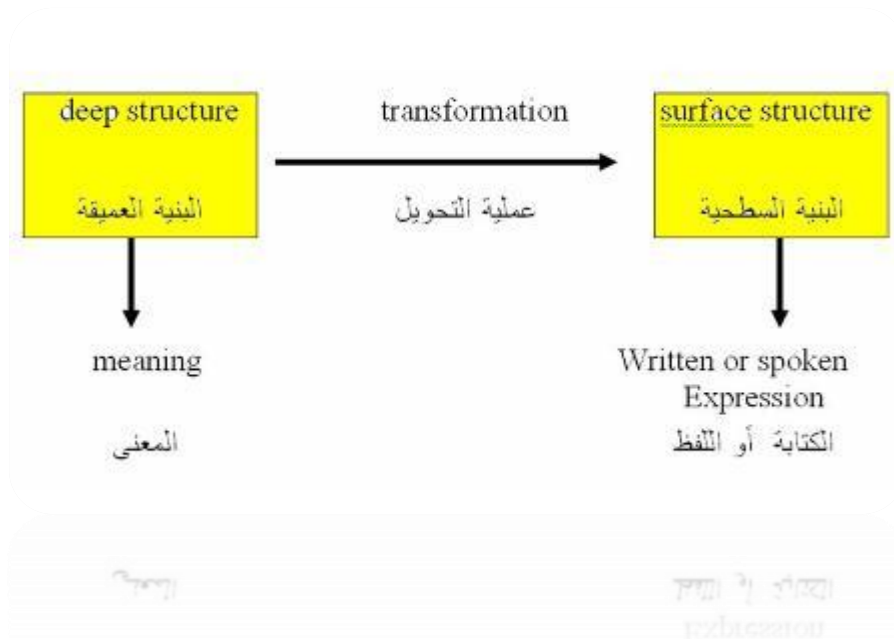 deep structure
transformation
surface structure
البنية العميقة
عملية التحويل
البنية السطحية
meaning
Written or spoken
Expression
المعنى
الكتابة أو اللفظ